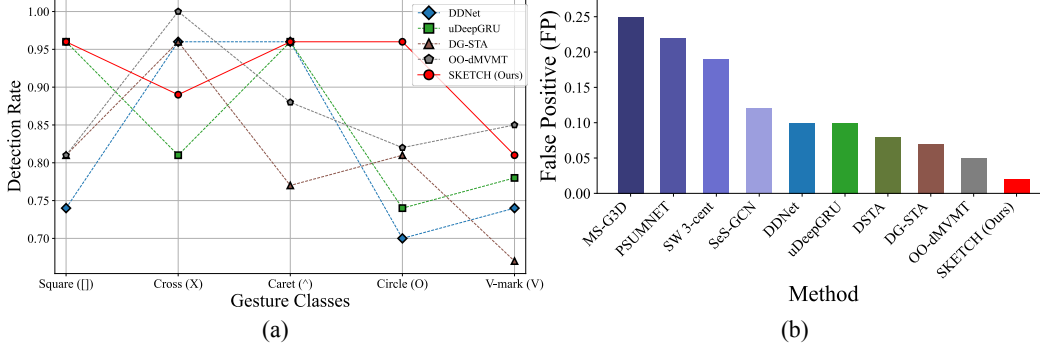 1.00
0.95
0.90
0.85
0.80
0.75
0.70
Detection Rate
DDNet
uDeepGRU
DG-STA
OO-dMVMT
SKETCH (Ours)
Square ([])
Cross (X)
Caret (^)
Circle (O)
V-mark (V)
Gesture Classes
(a)
0.25
0.20
0.15
0.10
0.05
0.00
False Positive (FP)
MS-G3D
PSUMNET
SW 3-cent
SeS-GCN
DDNet
uDeepGRU
DSTA
DG-STA
OO-dMVMT
SKETCH (Ours)
Method
(b)